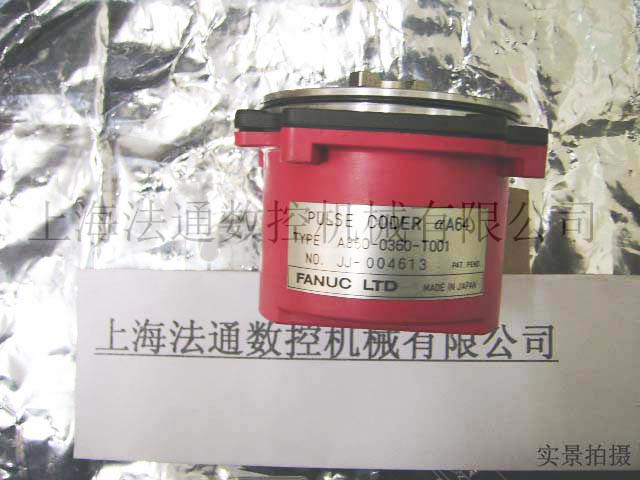 PULSE CODER αA64
TYPE A860-0360-T001
NO. JJ-004613 PAT. PEND.
FANUC LTD MADE IN JAPAN
上海法通数控机械有限公司
上海法通数控机械有限公司
实景拍摄